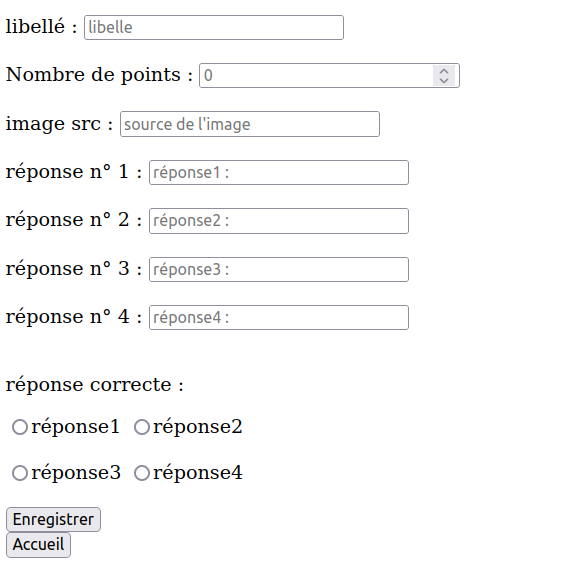 libellé : libelle
Nombre de points : 0
image src : source de l'image
réponse n° 1 : réponse1 :
réponse n° 2 : réponse2 :
réponse n° 3 : réponse3 :
réponse n° 4 : réponse4 :
réponse correcte :
réponse1 réponse2
réponse3 réponse4
Enregistrer
Accueil